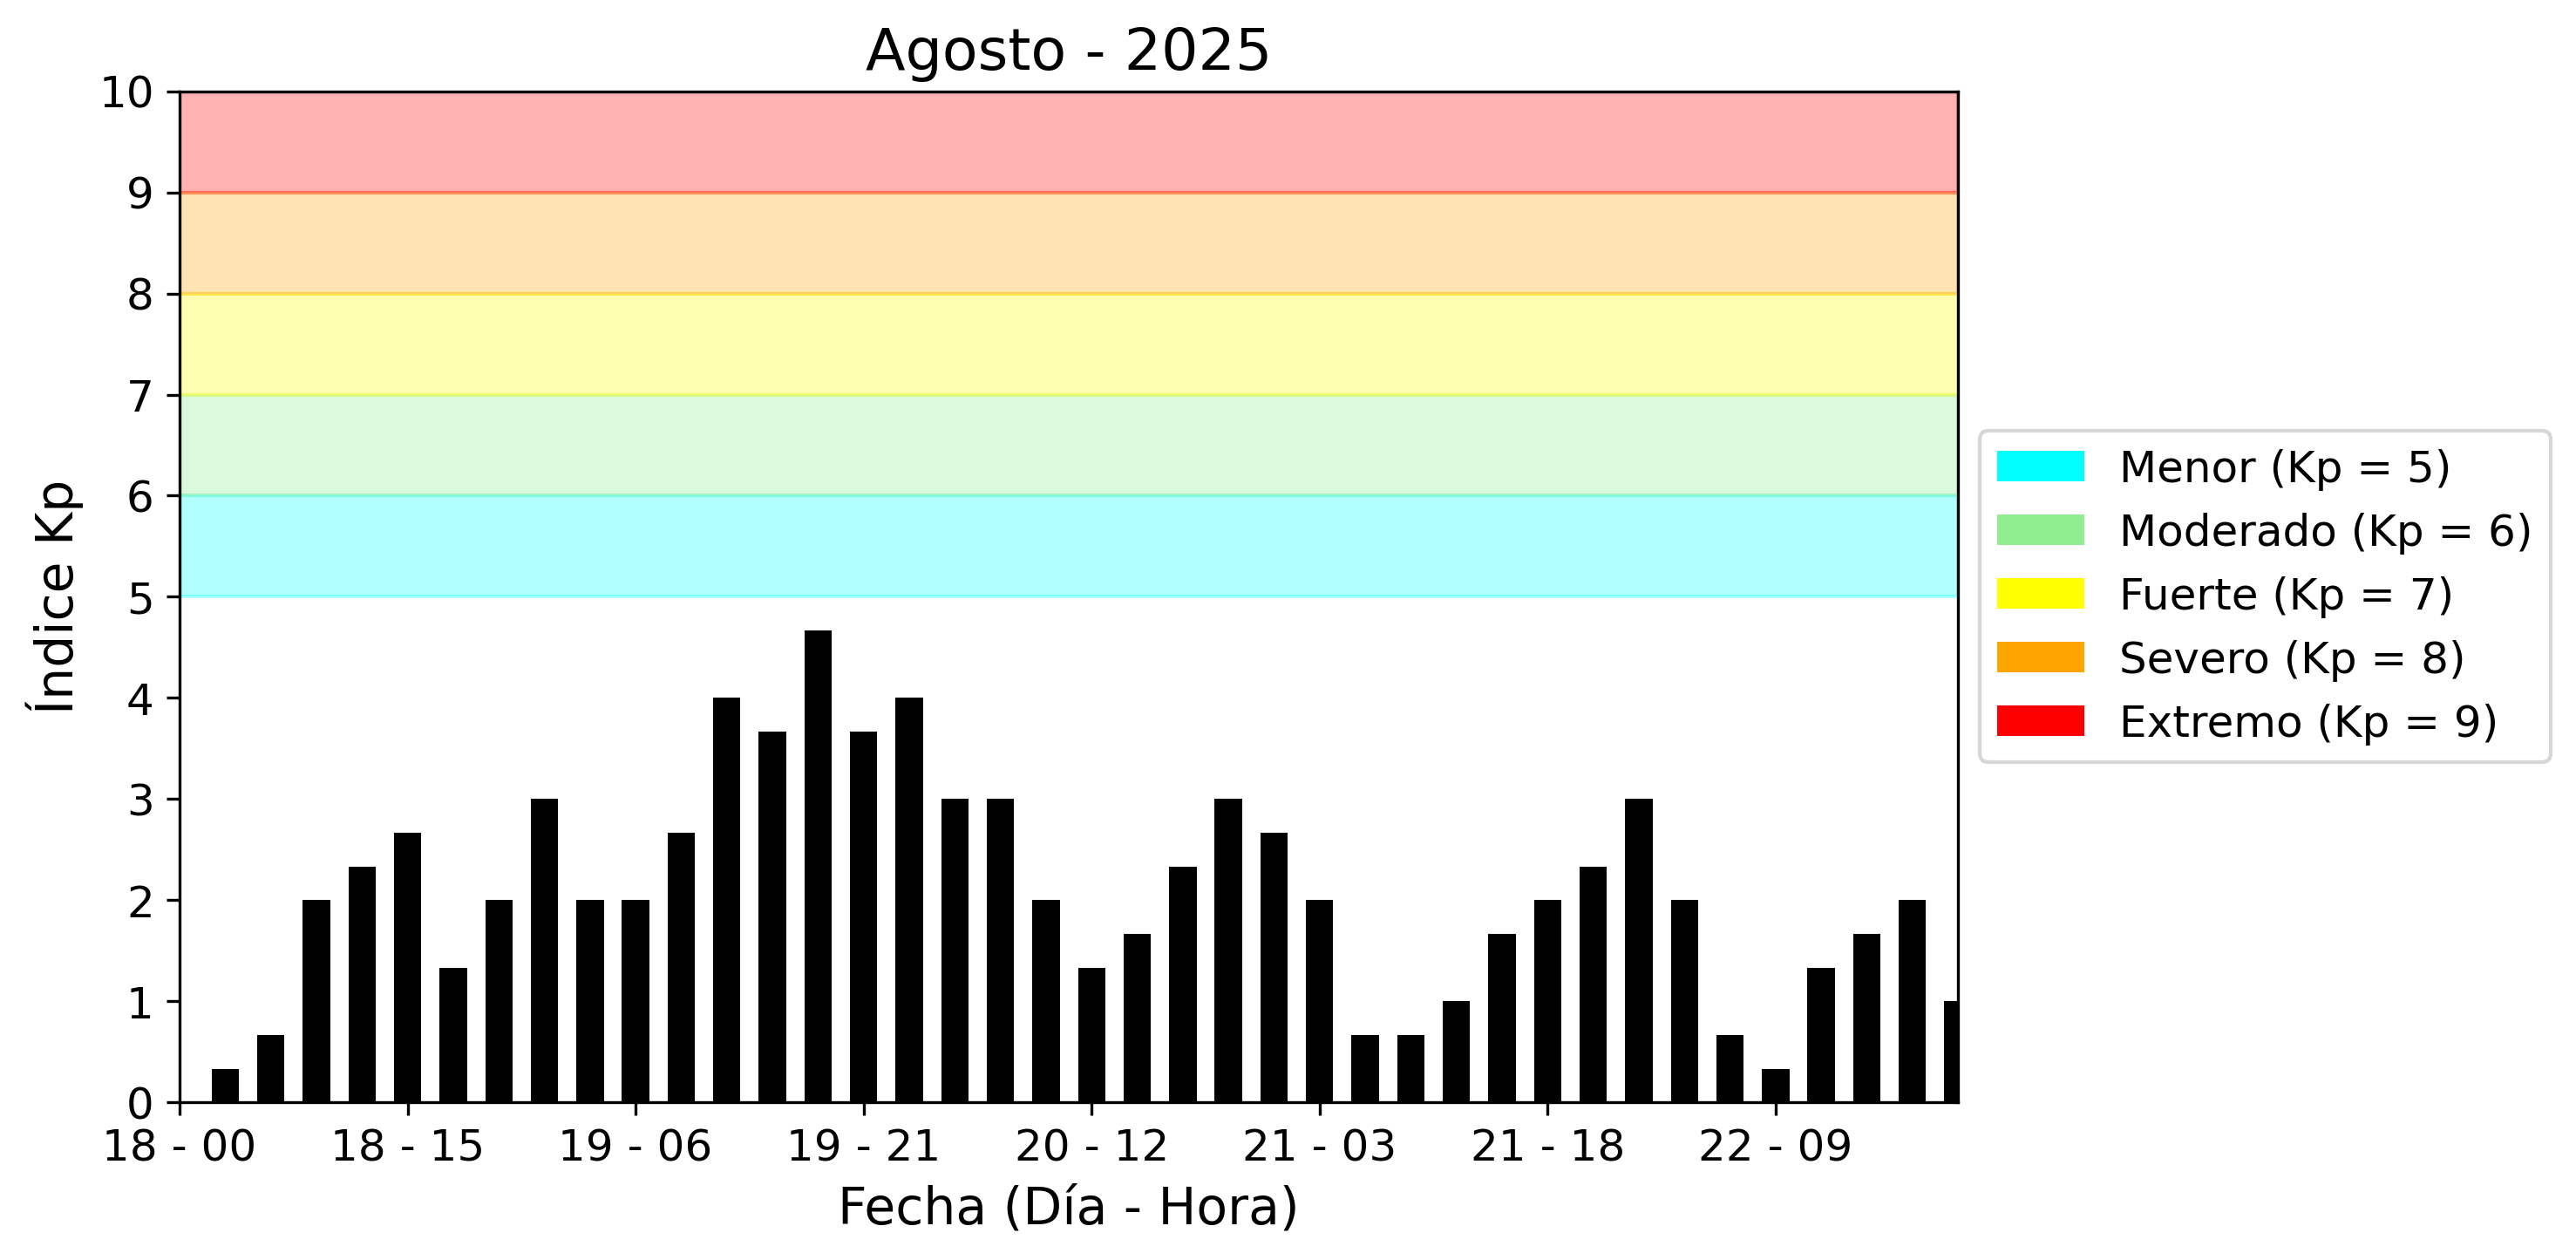 Agosto - 2025
10
9
8
7
6
5
4
3
2
1
0
Índice Kp
18 - 00
18 - 15
19 - 06
19 - 21
20 - 12
21 - 03
21 - 18
22 - 09
Fecha (Día - Hora)
Menor (Kp = 5)
Moderado (Kp = 6)
Fuerte (Kp = 7)
Severo (Kp = 8)
Extremo (Kp = 9)